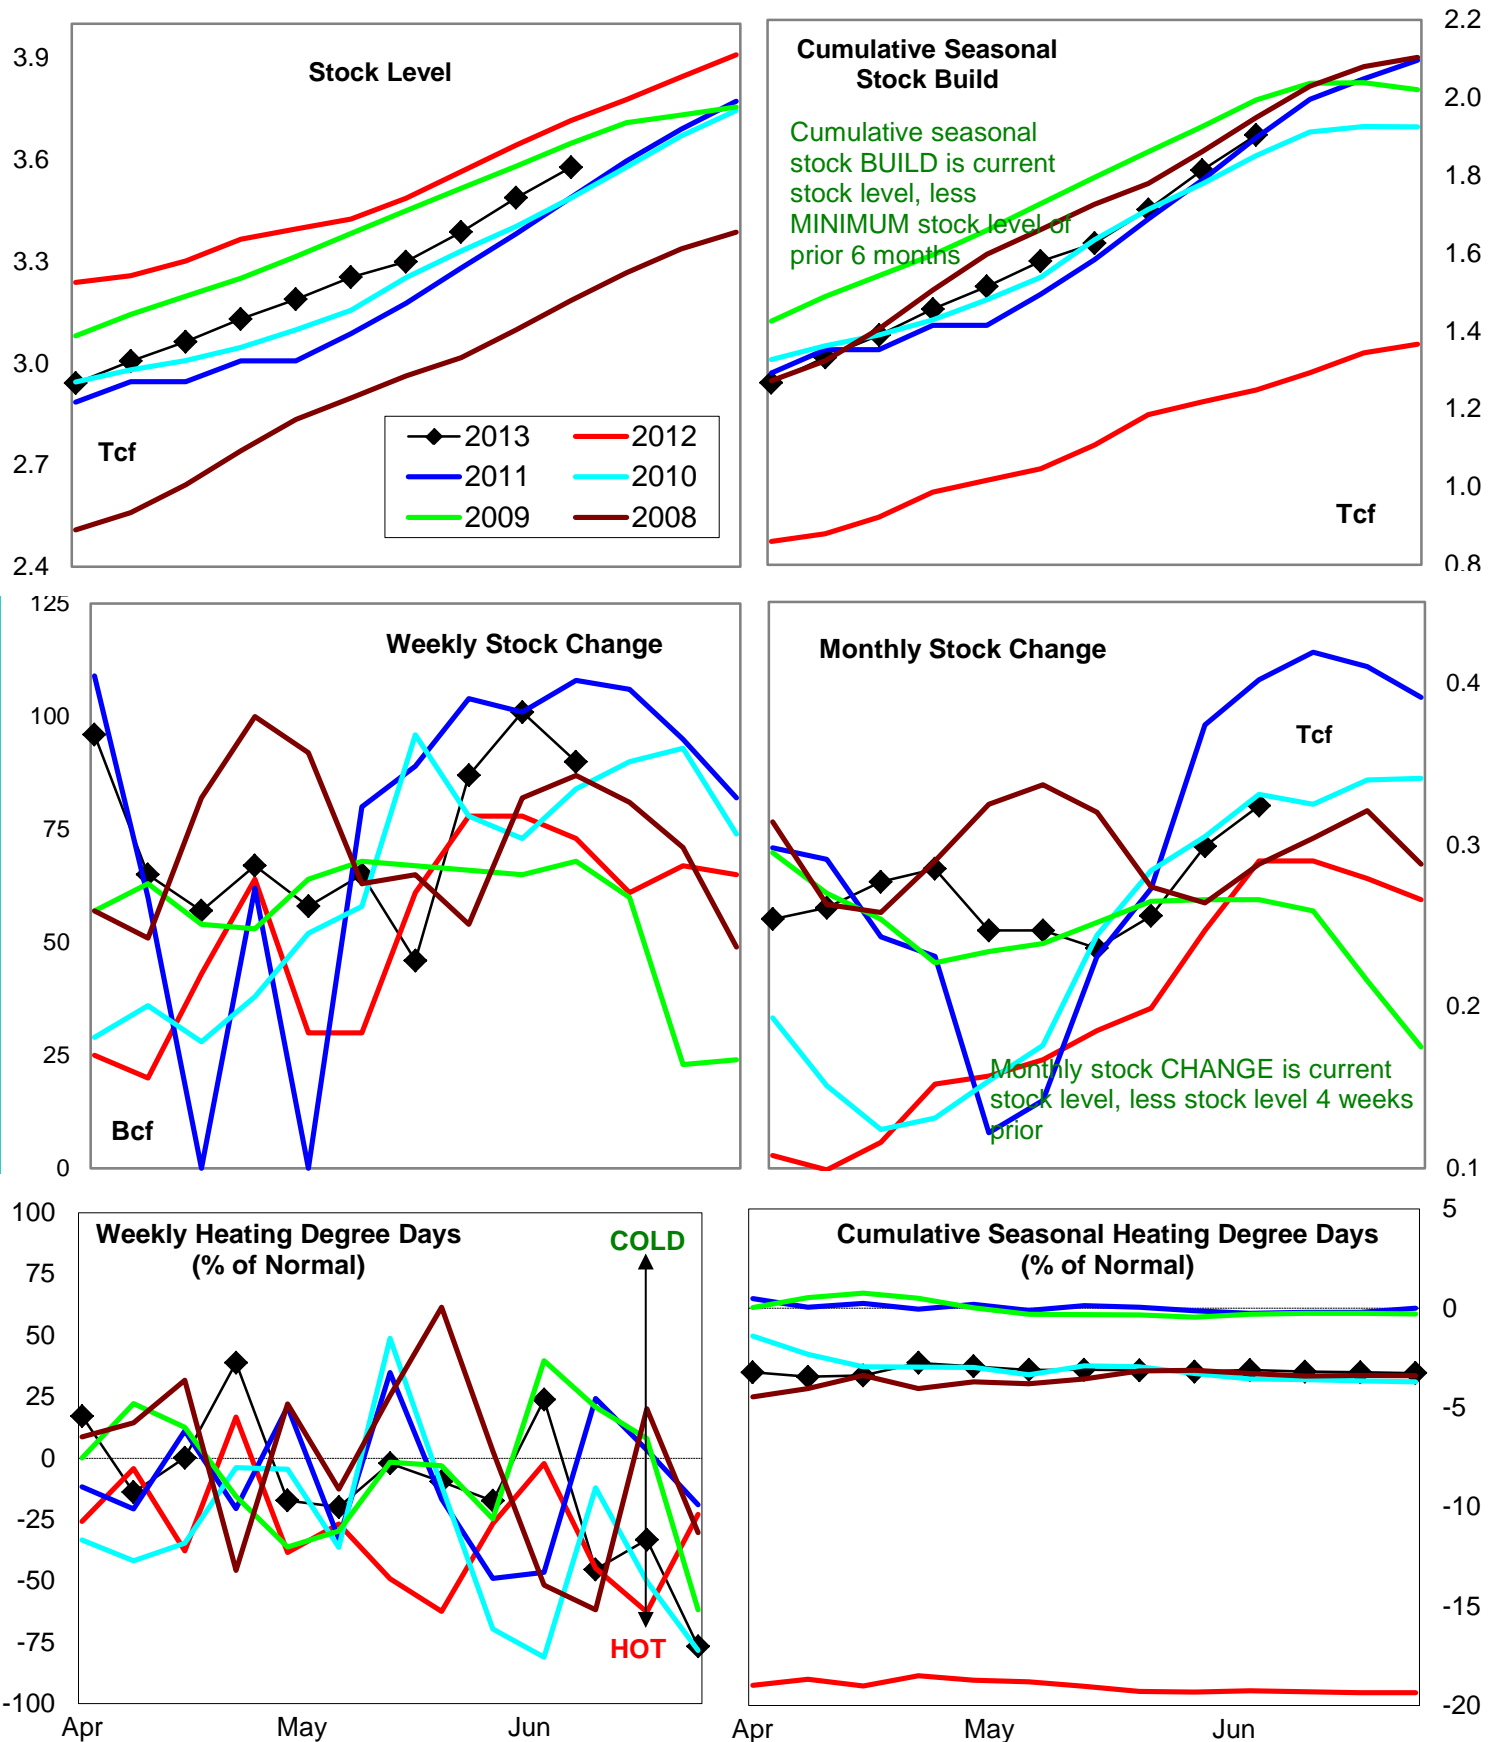 Stock Level
3.9
3.6
3.3
3.0
2.7
2.4
Tcf
2013
2012
2011
2010
2009
2008
Cumulative Seasonal
Stock Build
Cumulative seasonal
stock BUILD is current
stock level, less
MINIMUM stock level of
prior 6 months
2.2
2.0
1.8
1.6
1.4
1.2
1.0
0.8
Tcf
Weekly Stock Change
125
100
75
50
25
0
Bcf
Monthly Stock Change
Tcf
0.4
0.3
0.2
0.1
Monthly stock CHANGE is current
stock level, less stock level 4 weeks
prior
Weekly Heating Degree Days
(% of Normal)
COLD
HOT
100
75
50
25
0
-25
-50
-75
-100
Apr
May
Jun
Cumulative Seasonal Heating Degree Days
(% of Normal)
5
0
-5
-10
-15
-20
Apr
May
Jun